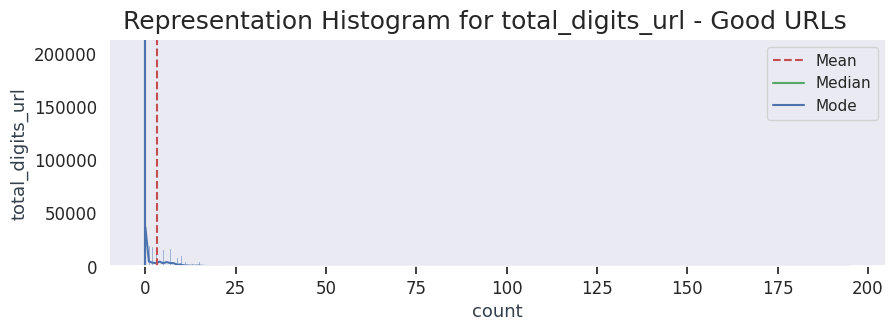 Representation Histogram for total_digits_url - Good URLs
total_digits_url
200000
150000
100000
50000
0
Mean
Median
Mode
0 25 50 75 100 125 150 175 200
count